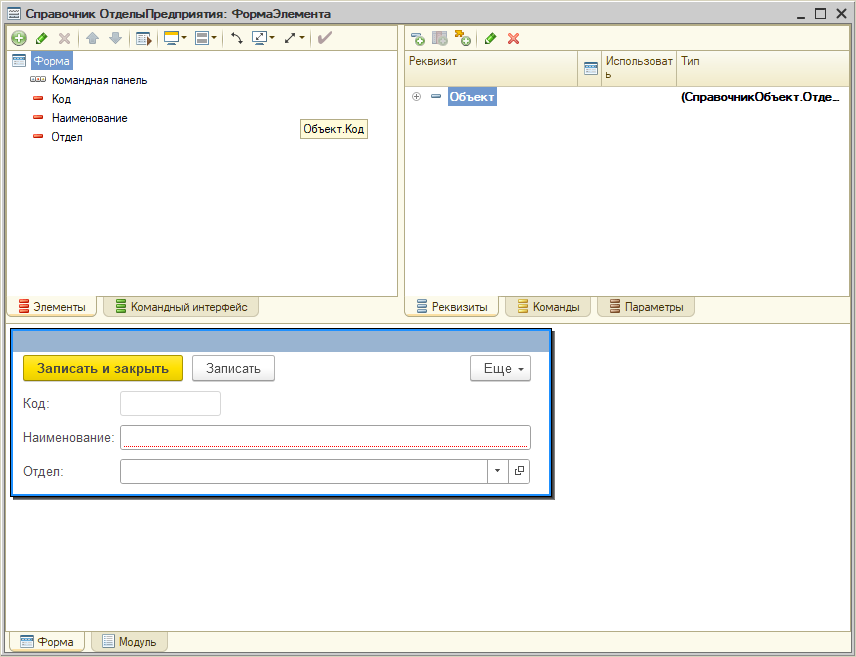 Справочник ОтделыПредприятия: ФормаЭлемента
Форма
Командная панель
Код
Наименование
Отдел
Объект.Код
Реквизит
Использоват
ь
Тип
Объект
(СправочникОбъект.Отде...
Элементы
Командный интерфейс
Реквизиты
Команды
Параметры
Записать и закрыть
Записать
Еще
Код:
Наименование:
Отдел:
Форма
Модуль